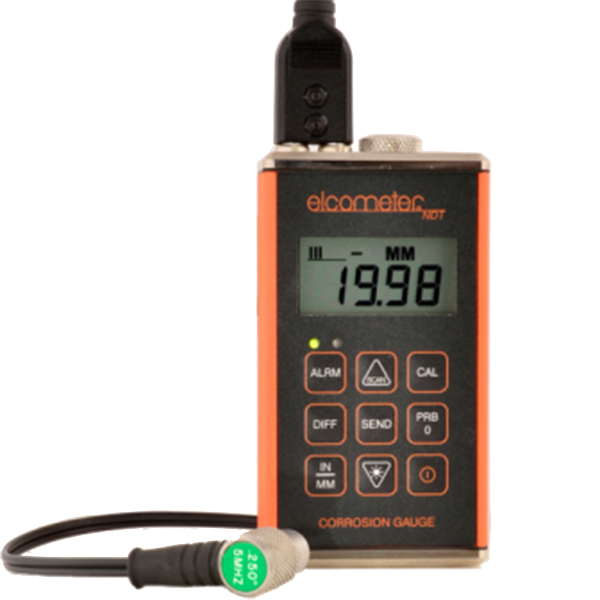 elcometer NDT
MM
19.98
ALRM
SCAN
CAL
DIFF
SEND
PRB
0
IN
MM
CORROSION GAUGE
.250"
5MHZ